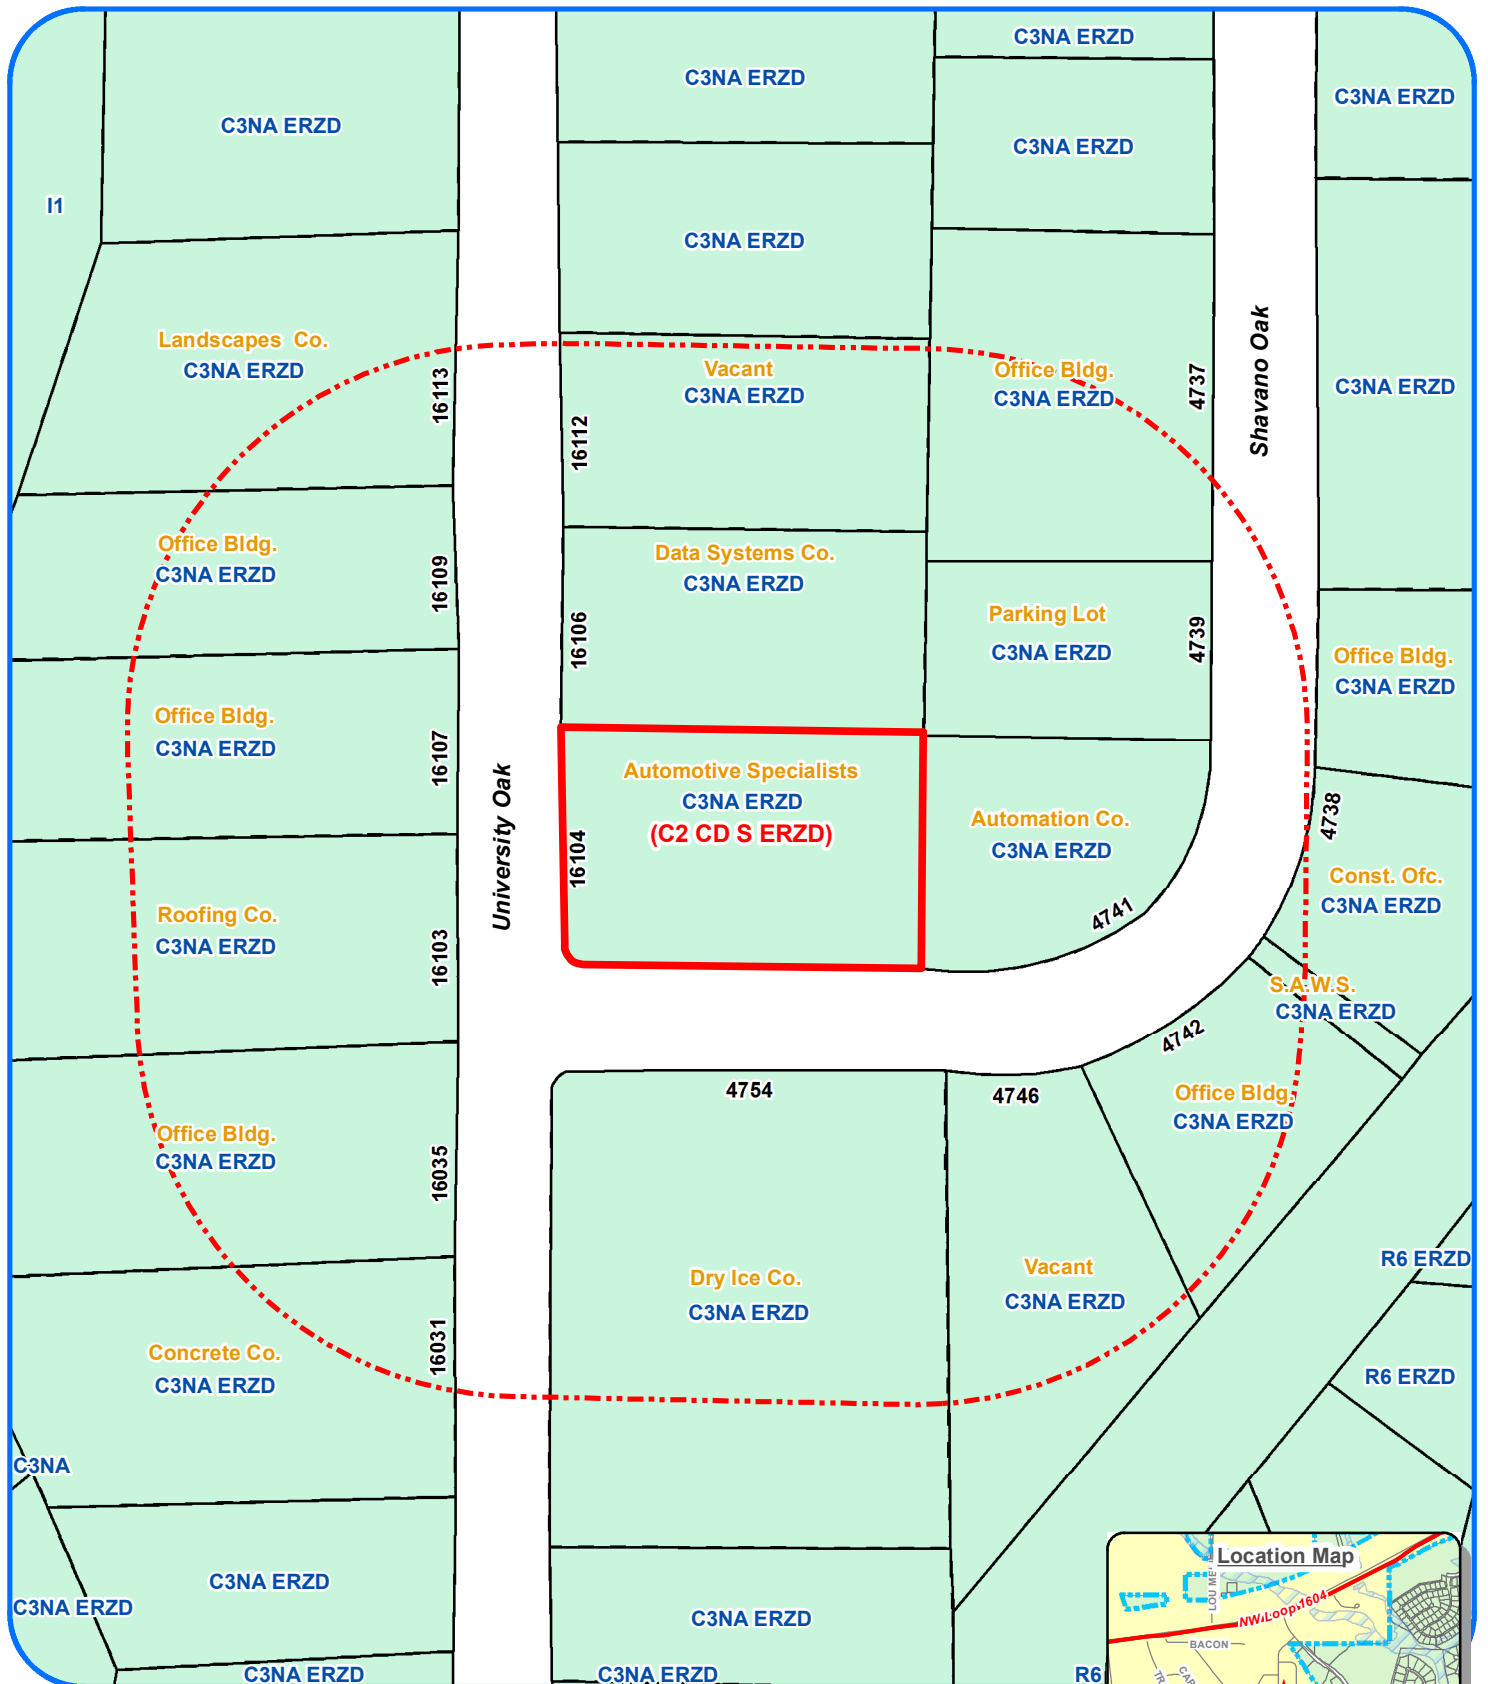 C3NA ERZD
C3NA ERZD
C3NA ERZD
C3NA ERZD
C3NA ERZD
C3NA ERZD
I1
C3NA ERZD
Landscapes Co.
C3NA ERZD
16113
Vacant
C3NA ERZD
16112
Office Bldg.
C3NA ERZD
4737
Shavano Oak
C3NA ERZD
Office Bldg.
C3NA ERZD
16109
Data Systems Co.
C3NA ERZD
16106
Parking Lot
C3NA ERZD
4739
Office Bldg.
C3NA ERZD
Office Bldg.
C3NA ERZD
16107
University Oak
Automotive Specialists
C3NA ERZD
(C2 CD S ERZD)
16104
Automation Co.
C3NA ERZD
4741
4738
Const. Ofc.
C3NA ERZD
Roofing Co.
C3NA ERZD
16103
S.A.W.S.
C3NA ERZD
4742
4754
4746
Office Bldg.
C3NA ERZD
Office Bldg.
C3NA ERZD
16035
Dry Ice Co.
C3NA ERZD
Vacant
C3NA ERZD
R6 ERZD
Concrete Co.
C3NA ERZD
16031
R6 ERZD
C3NA
C3NA ERZD
C3NA ERZD
C3NA ERZD
C3NA ERZD
C3NA ERZD
R6
Location Map
LOU ME
NW Loop 1604
BACON